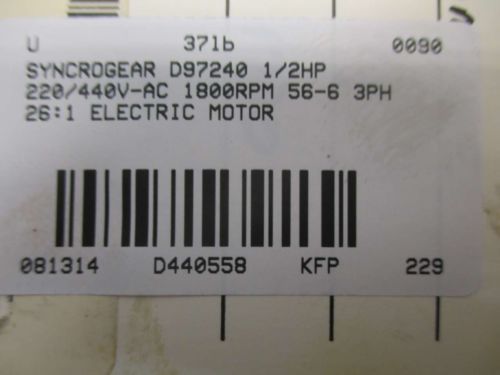 U 37lb 0090
SYNCROGEAR D97240 1/2HP
220/440V-AC 1800RPM 56-6 3PH
26:1 ELECTRIC MOTOR
081314 D440558 KFP 229